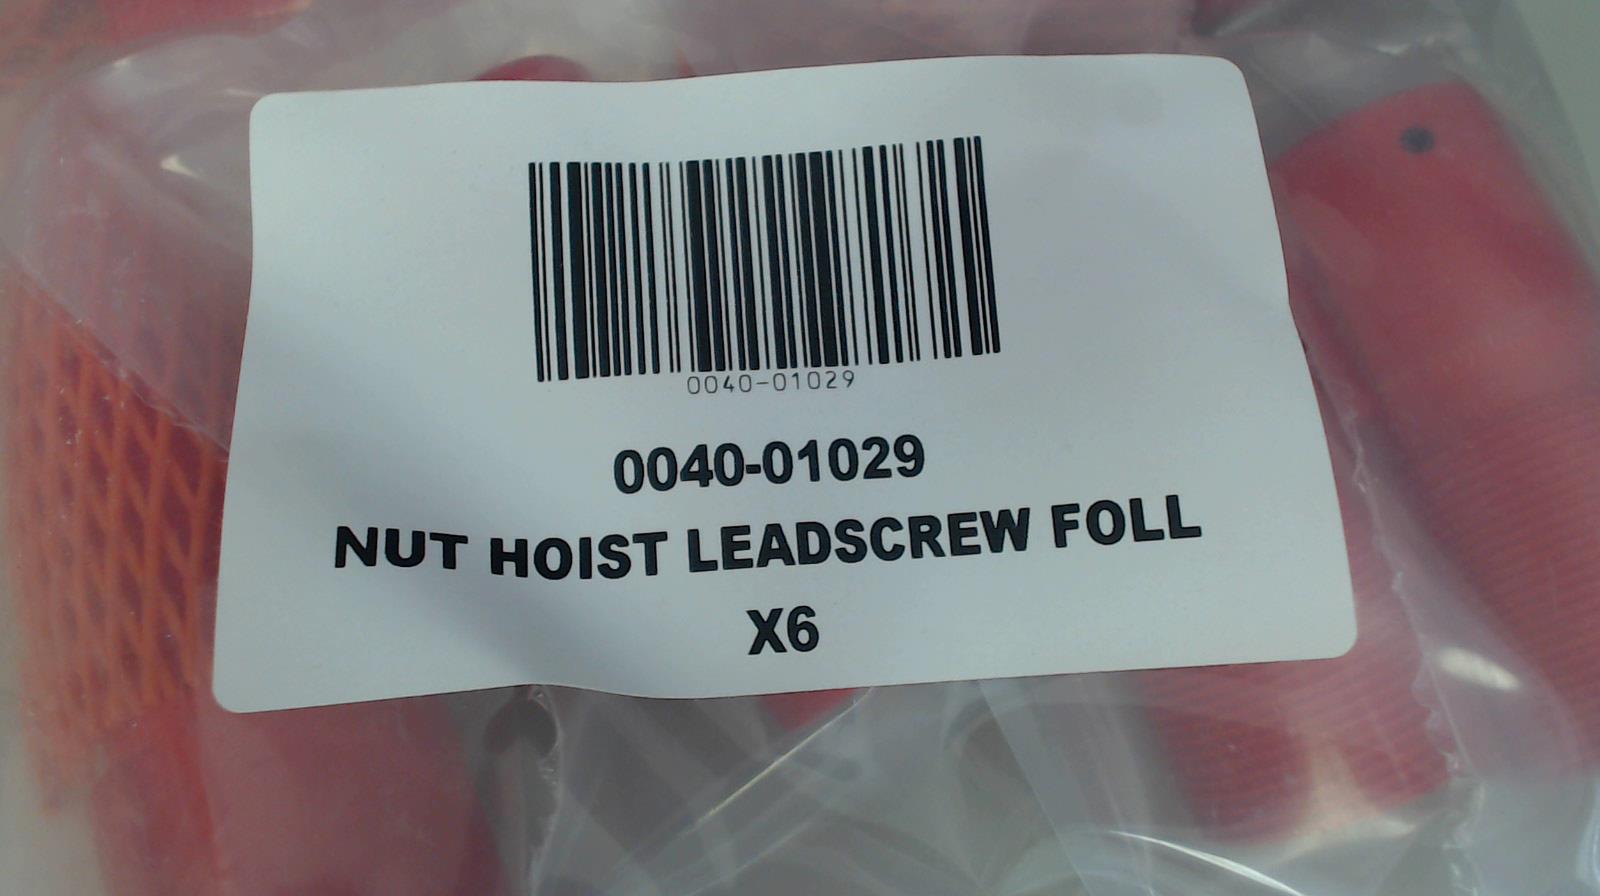 0040-01029
0040-01029
NUT HOIST LEADSCREW FOLL
X6